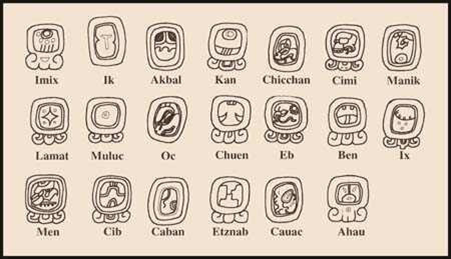 Imix Ik Akbal Kan Chicchan Cimi Manik
Lamat Muluc Oc Chuen Eb Ben Ix
Men Cib Caban Etznab Cauac Ahau